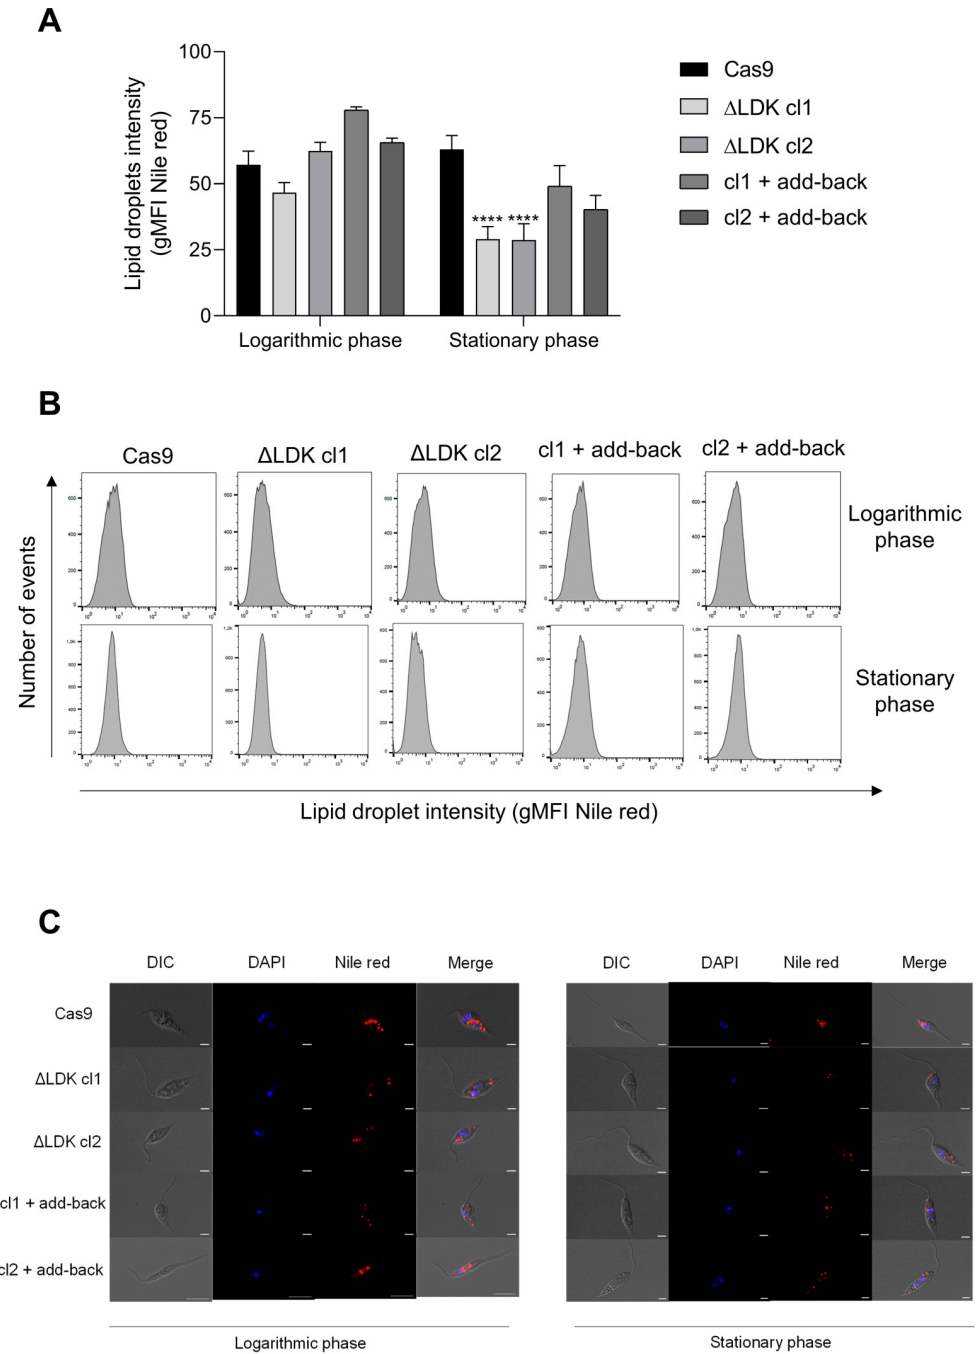 A
Lipid droplets intensity
(gMFI Nile red)
100
75
50
25
0
**** ****
Logarithmic phase
Stationary phase
Cas9
ΔLDK cl1
ΔLDK cl2
cl1 + add-back
cl2 + add-back
B
Cas9
ΔLDK cl1
ΔLDK cl2
cl1 + add-back
cl2 + add-back
Number of events
Logarithmic
phase
Stationary
phase
Lipid droplet intensity (gMFI Nile red)
C
DIC
DAPI
Nile red
Merge
DIC
DAPI
Nile red
Merge
Cas9
ΔLDK cl1
ΔLDK cl2
cl1 + add-back
cl2 + add-back
Logarithmic phase
Stationary phase